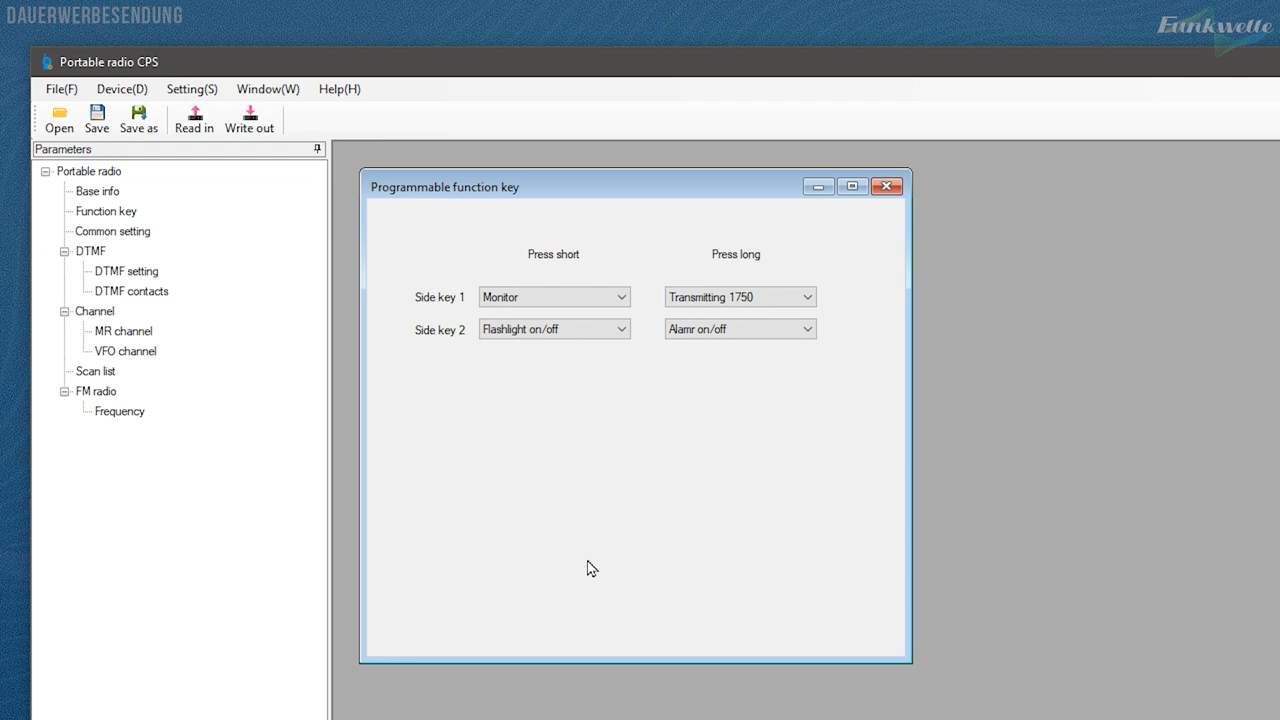 DAUERWERBESENDUNG
Funkwelle
Portable radio CPS
File(F) Device(D) Setting(S) Window(W) Help(H)
Open Save Save as Read in Write out
Parameters
Portable radio
Base info
Function key
Common setting
DTMF
DTMF setting
DTMF contacts
Channel
MR channel
VFO channel
Scan list
FM radio
Frequency
Programmable function key
Press short Press long
Side key 1 Monitor Transmitting 1750
Side key 2 Flashlight on/off Alamr on/off